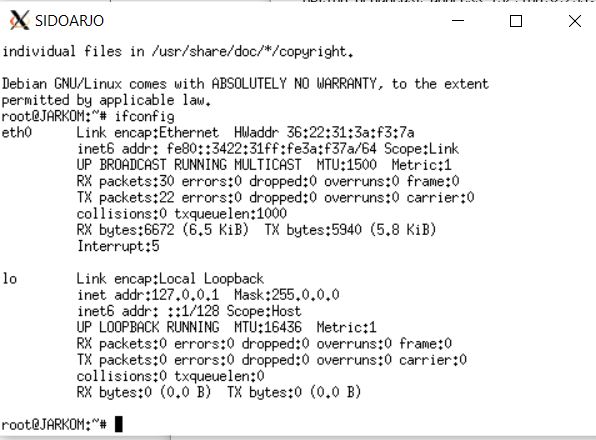 SIDOARJO
individual files in /usr/share/doc/*/copyright.
Debian GNU/Linux comes with ABSOLUTELY NO WARRANTY, to the extent
permitted by applicable law.
root@JARKOM:~# ifconfig
eth0 Link encap:Ethernet HWaddr 36:22:31:3a:f3:7a
inet6 addr: fe80::3422:31ff:fe3a:f37a/64 Scope:Link
UP BROADCAST RUNNING MULTICAST MTU:1500 Metric:1
RX packets:30 errors:0 dropped:0 overruns:0 frame:0
TX packets:22 errors:0 dropped:0 overruns:0 carrier:0
collisions:0 txqueuelen:1000
RX bytes:6672 (6.5 KiB) TX bytes:5940 (5.8 KiB)
Interrupt:5
lo Link encap:Local Loopback
inet addr:127.0.0.1 Mask:255.0.0.0
inet6 addr: ::1/128 Scope:Host
UP LOOPBACK RUNNING MTU:16436 Metric:1
RX packets:0 errors:0 dropped:0 overruns:0 frame:0
TX packets:0 errors:0 dropped:0 overruns:0 carrier:0
collisions:0 txqueuelen:0
RX bytes:0 (0.0 B) TX bytes:0 (0.0 B)
root@JARKOM:~#